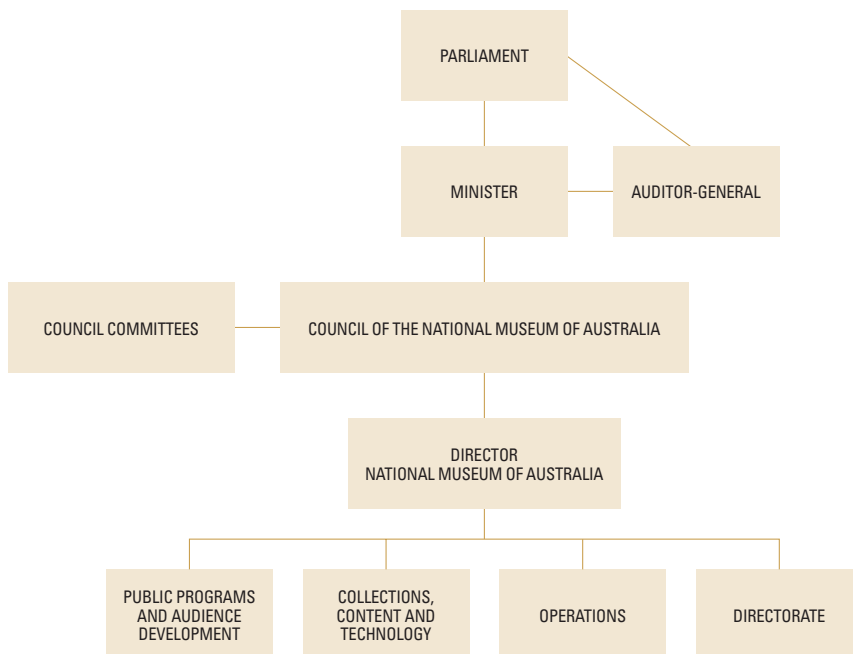 PARLIAMENT
MINISTER
AUDITOR-GENERAL
COUNCIL COMMITTEES
COUNCIL OF THE NATIONAL MUSEUM OF AUSTRALIA
DIRECTOR
NATIONAL MUSEUM OF AUSTRALIA
PUBLIC PROGRAMS
AND AUDIENCE
DEVELOPMENT
COLLECTIONS,
CONTENT AND
TECHNOLOGY
OPERATIONS
DIRECTORATE